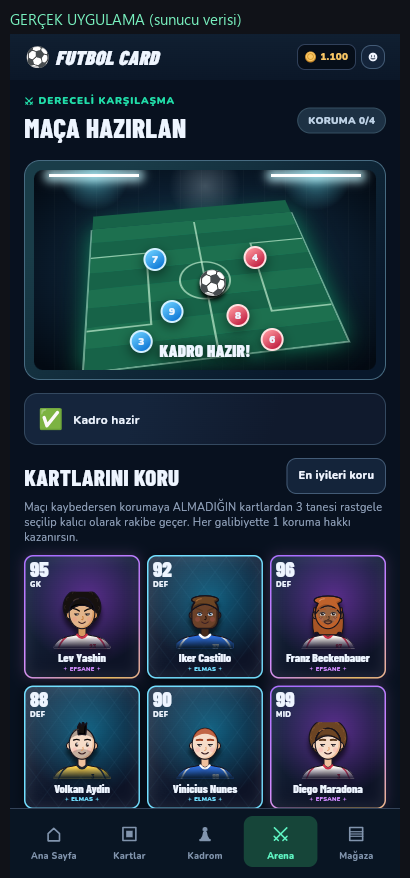 GERÇEK UYGULAMA (sunucu verisi)
FUTBOL CARD
1.100
DERECELİ KARŞILAŞMA
MAÇA HAZIRLAN
KORUMA 0/4
7
4
9
8
3
6
KADRO HAZIR!
Kadro hazir
KARTLARINI KORU
En iyileri koru
Maçı kaybedersen korumaya ALMADIĞIN kartlardan 3 tanesi rastgele
seçilip kalıcı olarak rakibe geçer. Her galibiyette 1 koruma hakkı
kazanırsın.
95
GK
Lev Yashin
✦ EFSANE ✦
92
DEF
Iker Castillo
✦ ELMAS ✦
96
DEF
Franz Beckenbauer
✦ EFSANE ✦
88
DEF
Volkan Aydin
✦ ELMAS ✦
90
DEF
Vinicius Nunes
✦ ELMAS ✦
99
MID
Diego Maradona
✦ EFSANE ✦
Ana Sayfa
Kartlar
Kadrom
Arena
Mağaza